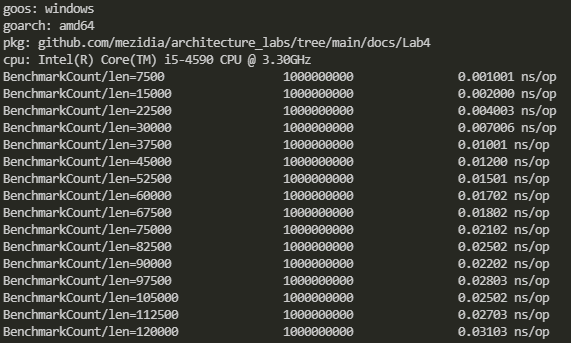 goos: windows
goarch: amd64
pkg: github.com/mezidia/architecture_labs/tree/main/docs/Lab4
cpu: Intel(R) Core(TM) i5-4590 CPU @ 3.30GHz
BenchmarkCount/len=7500 1000000000 0.001001 ns/op
BenchmarkCount/len=15000 1000000000 0.002000 ns/op
BenchmarkCount/len=22500 1000000000 0.004003 ns/op
BenchmarkCount/len=30000 1000000000 0.007006 ns/op
BenchmarkCount/len=37500 1000000000 0.01001 ns/op
BenchmarkCount/len=45000 1000000000 0.01200 ns/op
BenchmarkCount/len=52500 1000000000 0.01501 ns/op
BenchmarkCount/len=60000 1000000000 0.01702 ns/op
BenchmarkCount/len=67500 1000000000 0.01802 ns/op
BenchmarkCount/len=75000 1000000000 0.02102 ns/op
BenchmarkCount/len=82500 1000000000 0.02502 ns/op
BenchmarkCount/len=90000 1000000000 0.02202 ns/op
BenchmarkCount/len=97500 1000000000 0.02803 ns/op
BenchmarkCount/len=105000 1000000000 0.02502 ns/op
BenchmarkCount/len=112500 1000000000 0.02703 ns/op
BenchmarkCount/len=120000 1000000000 0.03103 ns/op